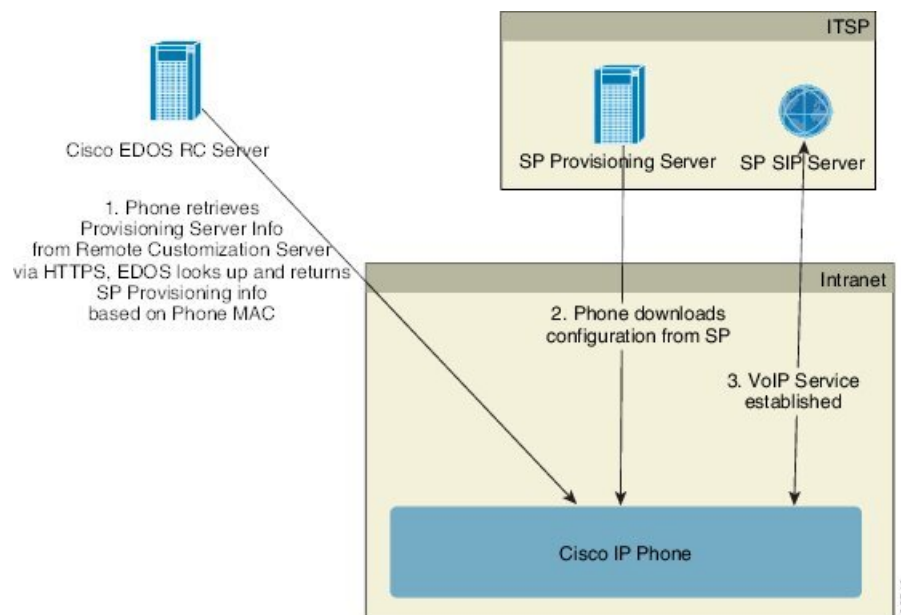 ITSP
Cisco EDOS RC Server
SP Provisioning Server
SP SIP Server
1. Phone retrieves
Provisioning Server Info
from Remote Customization Server
via HTTPS, EDOS looks up and returns
SP Provisioning info
based on Phone MAC
Intranet
2. Phone downloads
configuration from SP
3. VoIP Service
established
Cisco IP Phone